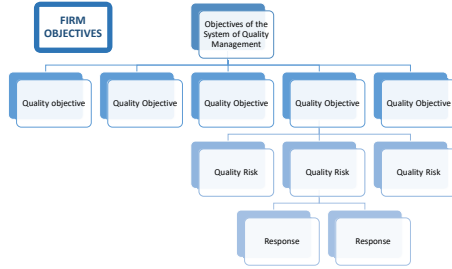 FIRM
OBJECTIVES
Objectives of the
System of Quality
Management
Quality objective
Quality Objective
Quality Objective
Quality Objective
Quality Objective
Quality Risk
Quality Risk
Quality Risk
Response
Response